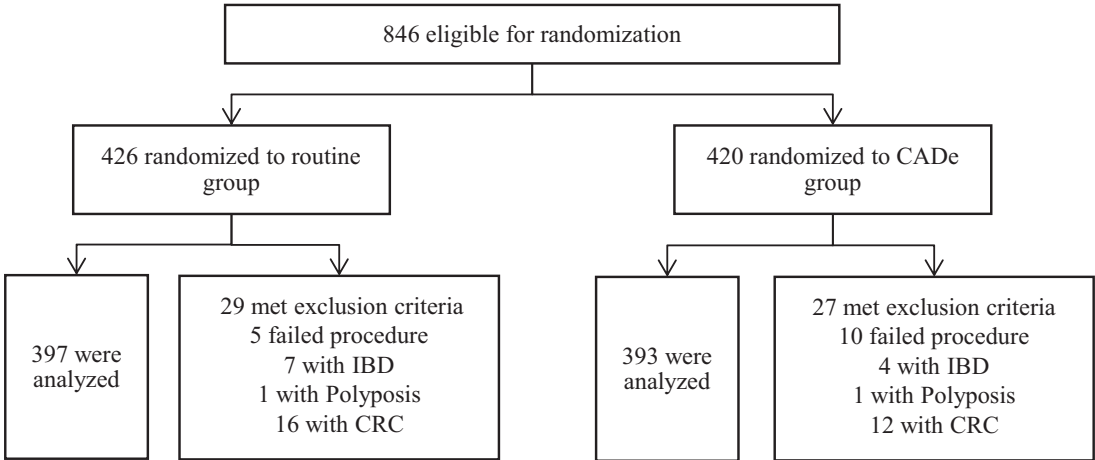 846 eligible for randomization
426 randomized to routine
group
420 randomized to CADe
group
397 were
analyzed
29 met exclusion criteria
5 failed procedure
7 with IBD
1 with Polyposis
16 with CRC
393 were
analyzed
27 met exclusion criteria
10 failed procedure
4 with IBD
1 with Polyposis
12 with CRC